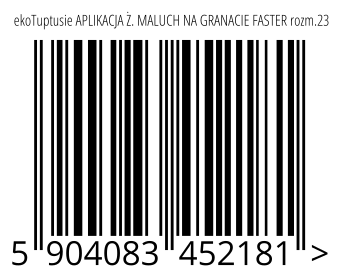 ekoTuptusie APLIKACJA Ż. MALUCH NA GRANACIE FASTER rozm.23
5 904083 452181 >